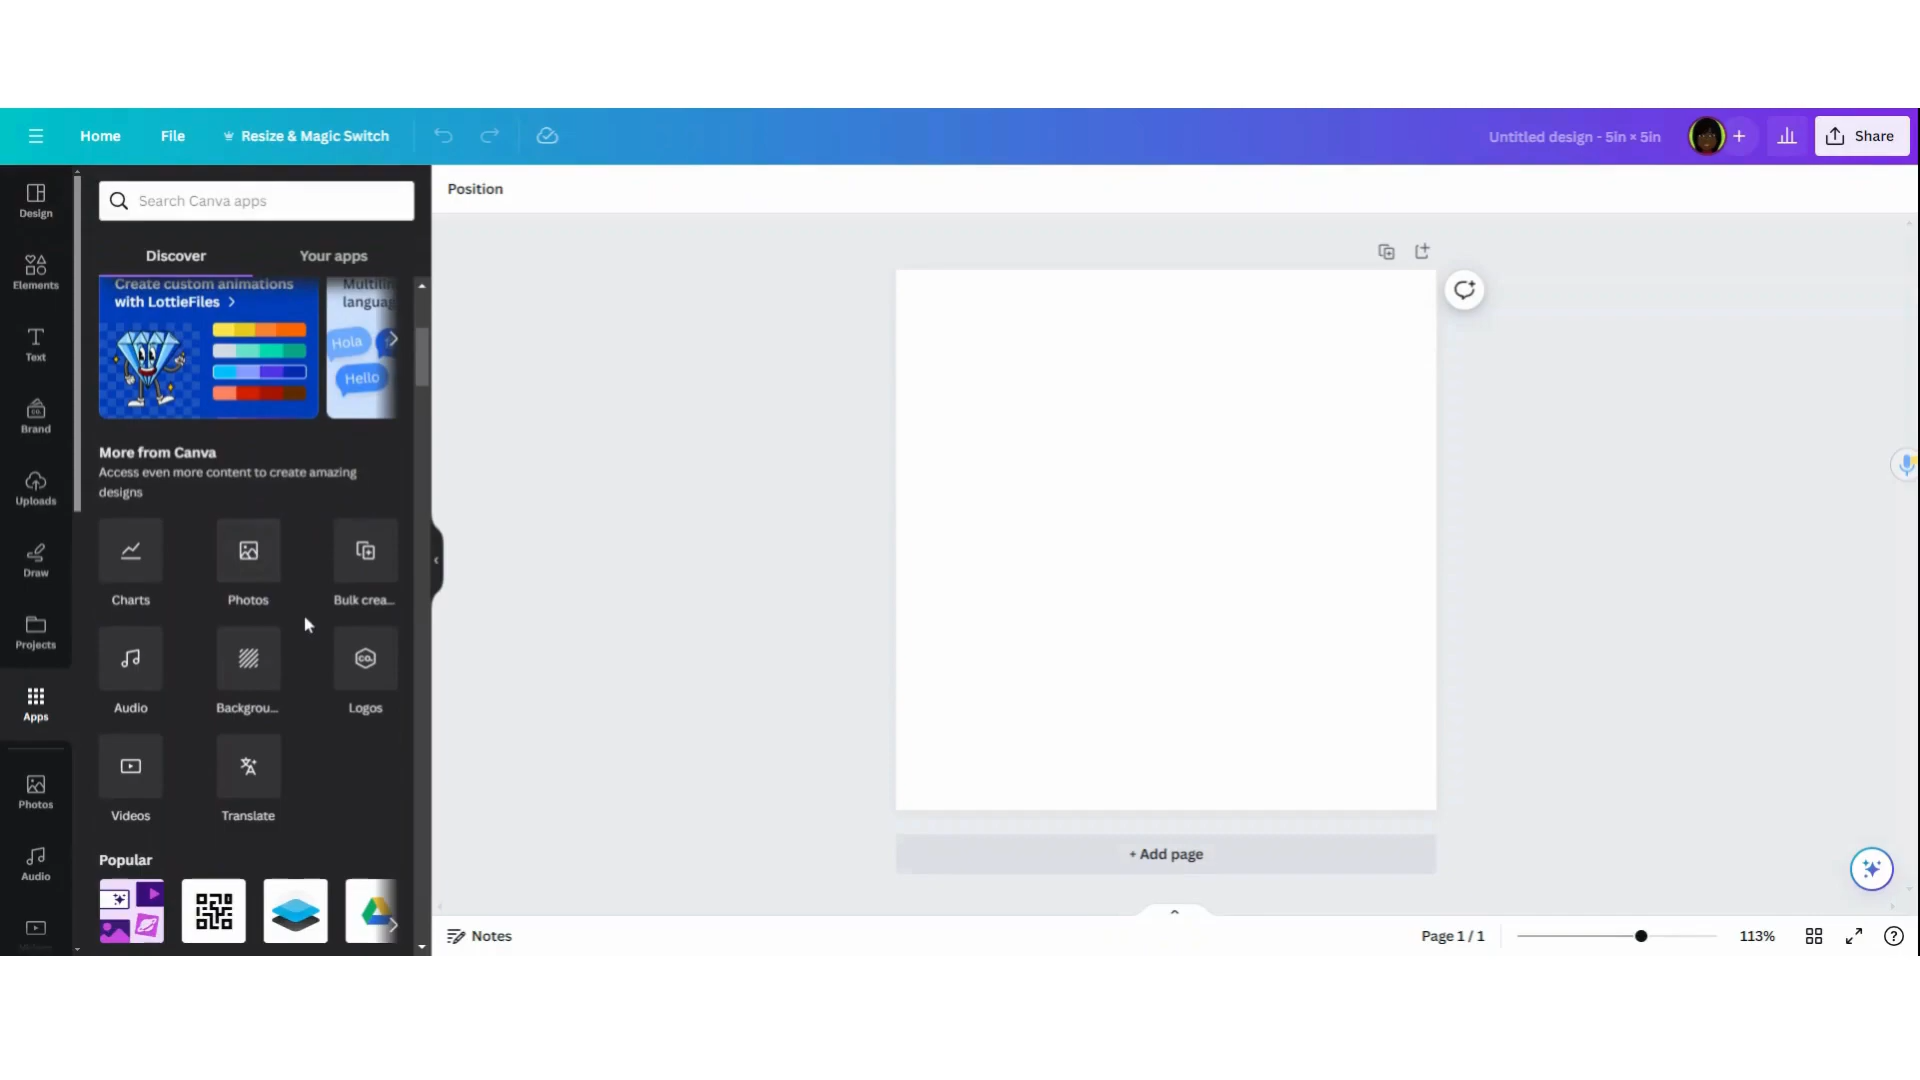 Home File Resize & Magic Switch Untitled design - 5in × 5in Share
Design
Elements
Text
Brand
Uploads
Draw
Projects
Apps
Photos
Audio
Search Canva apps
Discover Your apps
Create custom animations
with LottieFiles
Hola
Hello
More from Canva
Access even more content to create amazing
designs
Charts Photos Bulk crea...
Audio Backgrou... Logos
Videos Translate
Popular
Position
+ Add page
Notes Page 1 / 1 113%